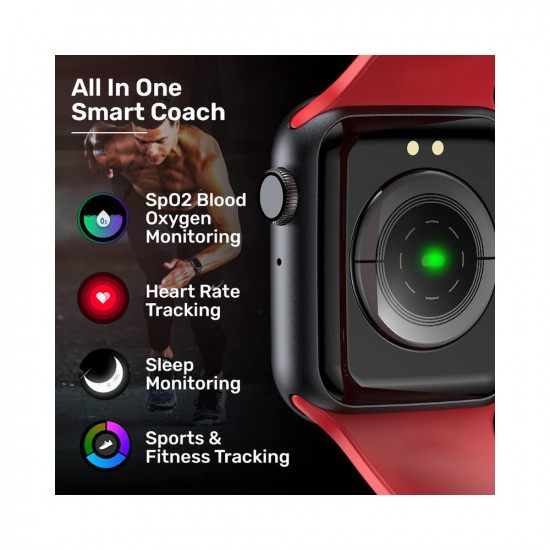 All In One
Smart Coach
SpO2 Blood
Oxygen
Monitoring
Heart Rate
Tracking
Sleep
Monitoring
Sports &
Fitness Tracking